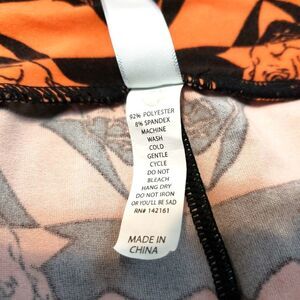 92% POLYESTER
8% SPANDEX
MACHINE
WASH
COLD
GENTLE
CYCLE
DO NOT
BLEACH
HANG DRY
DO NOT IRON
OR YOU'LL BE SAD
RN# 142161
MADE IN
CHINA